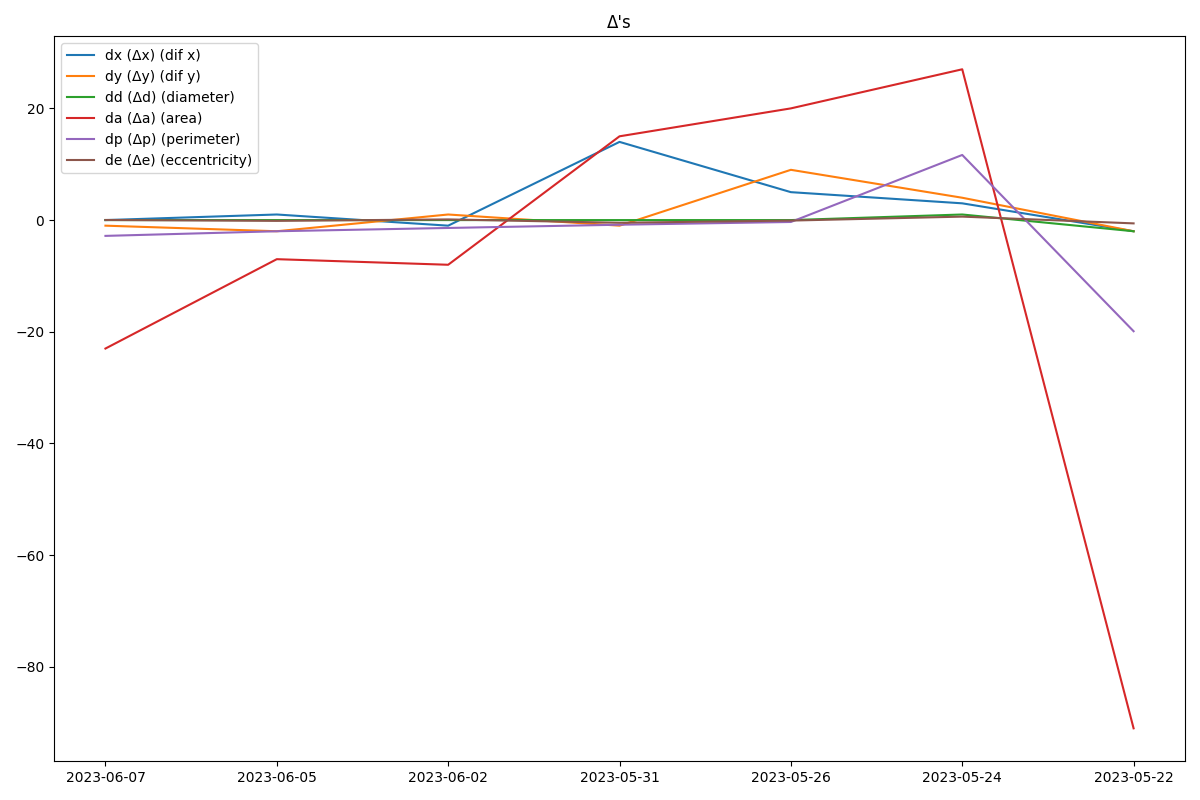 Δ's
dx (Δx) (dif x)
dy (Δy) (dif y)
dd (Δd) (diameter)
da (Δa) (area)
dp (Δp) (perimeter)
de (Δe) (eccentricity)
20
0
−20
−40
−60
−80
2023-06-07 2023-06-05 2023-06-02 2023-05-31 2023-05-26 2023-05-24 2023-05-22